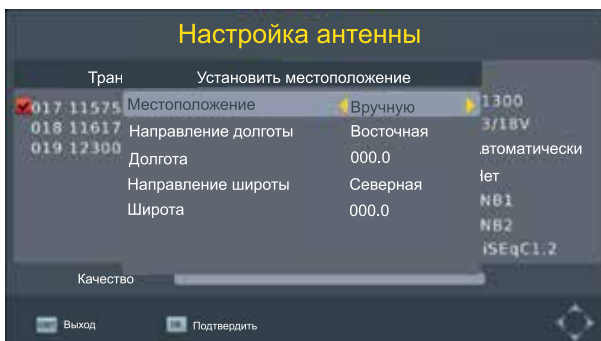 Настройка антенны
Тран
Установить местоположение
017 11575
018 11617
019 12300
Местоположение Вручную
Направление долготы Восточная
Долгота 000.0
Направление широты Северная
Широта 000.0
1300
3/18V
втоматически
Нет
NB1
NB2
iSEqC1.2
Качество
Выход
Подтвердить